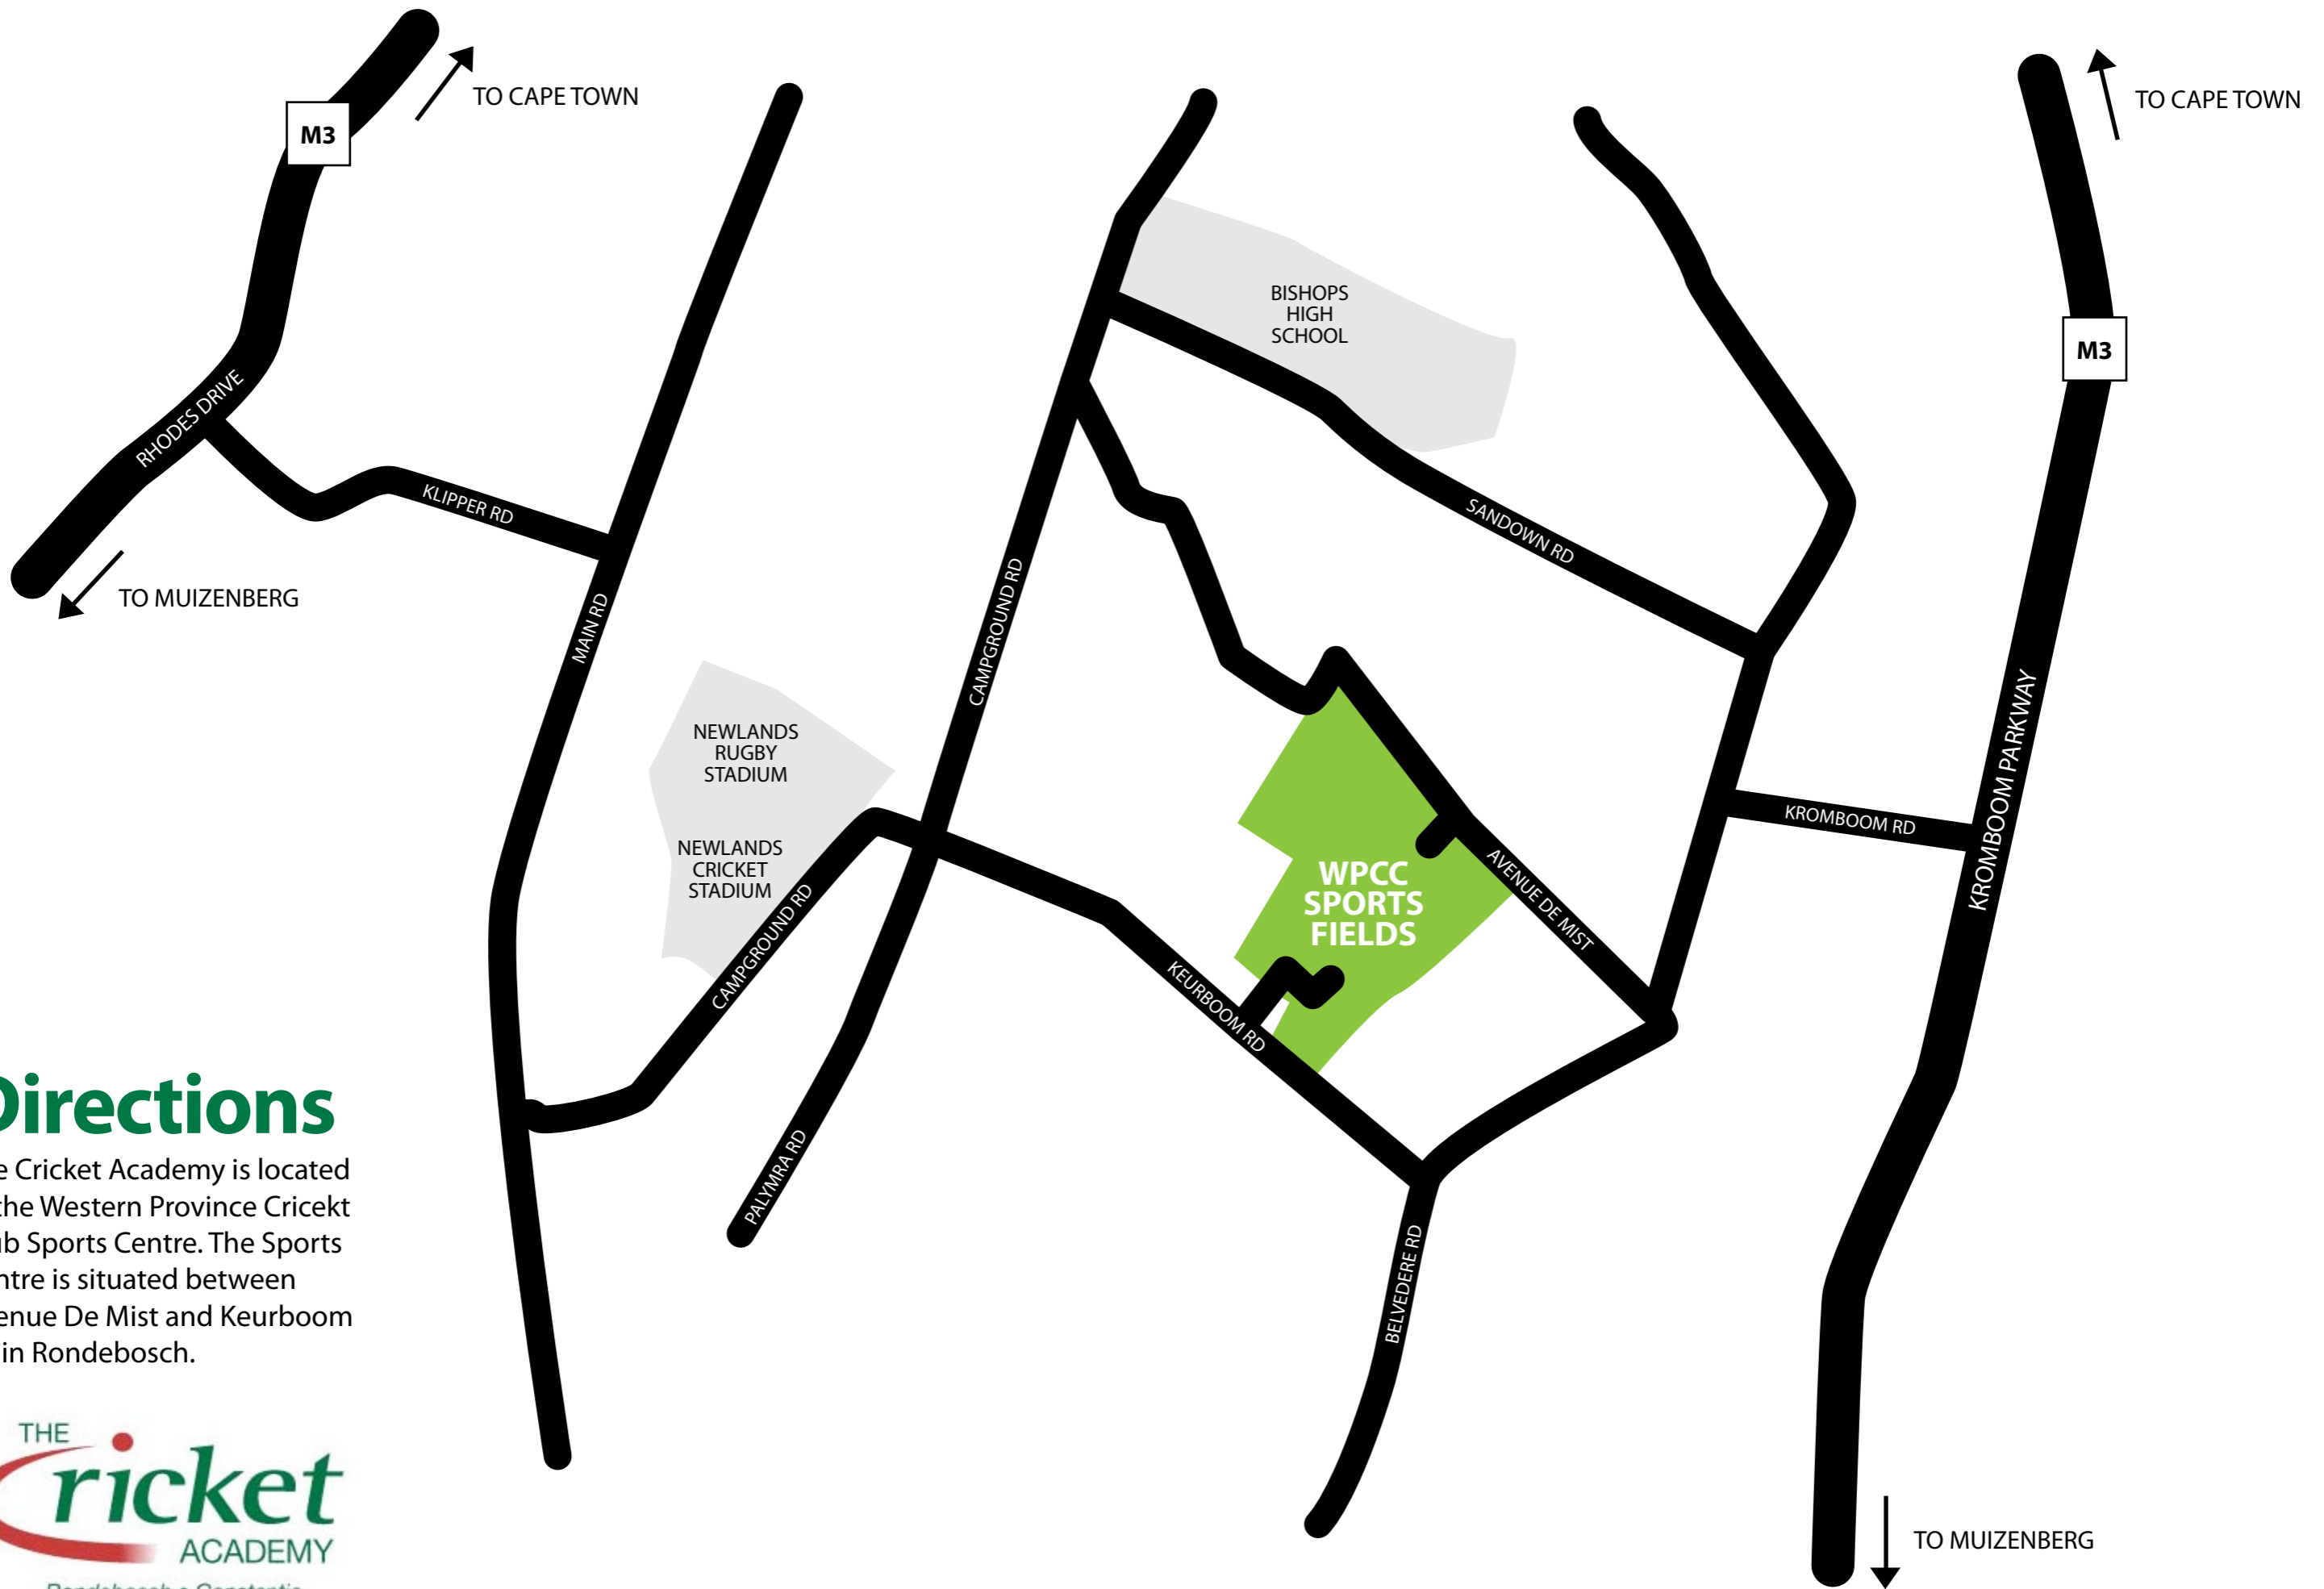 TO CAPE TOWN
M3
TO CAPE TOWN
M3
BISHOPS
HIGH
SCHOOL
RHODES DRIVE
KLIPPER RD
SANDOWN RD
TO MUIZENBERG
MAIN RD
CAMPGROUND RD
NEWLANDS
RUGBY
STADIUM
NEWLANDS
CRICKET
STADIUM
CAMPGROUND RD
KROMBOOM PARKWAY
KROMBOOM RD
WPCC
SPORTS
FIELDS
AVENUE DE MIST
KEURBOOM RD
PALYMRA RD
BELVEDERE RD
Directions
e Cricket Academy is located
the Western Province Cricekt
ub Sports Centre. The Sports
ntre is situated between
enue De Mist and Keurboom
in Rondebosch.
THE
Cricket
ACADEMY
TO MUIZENBERG